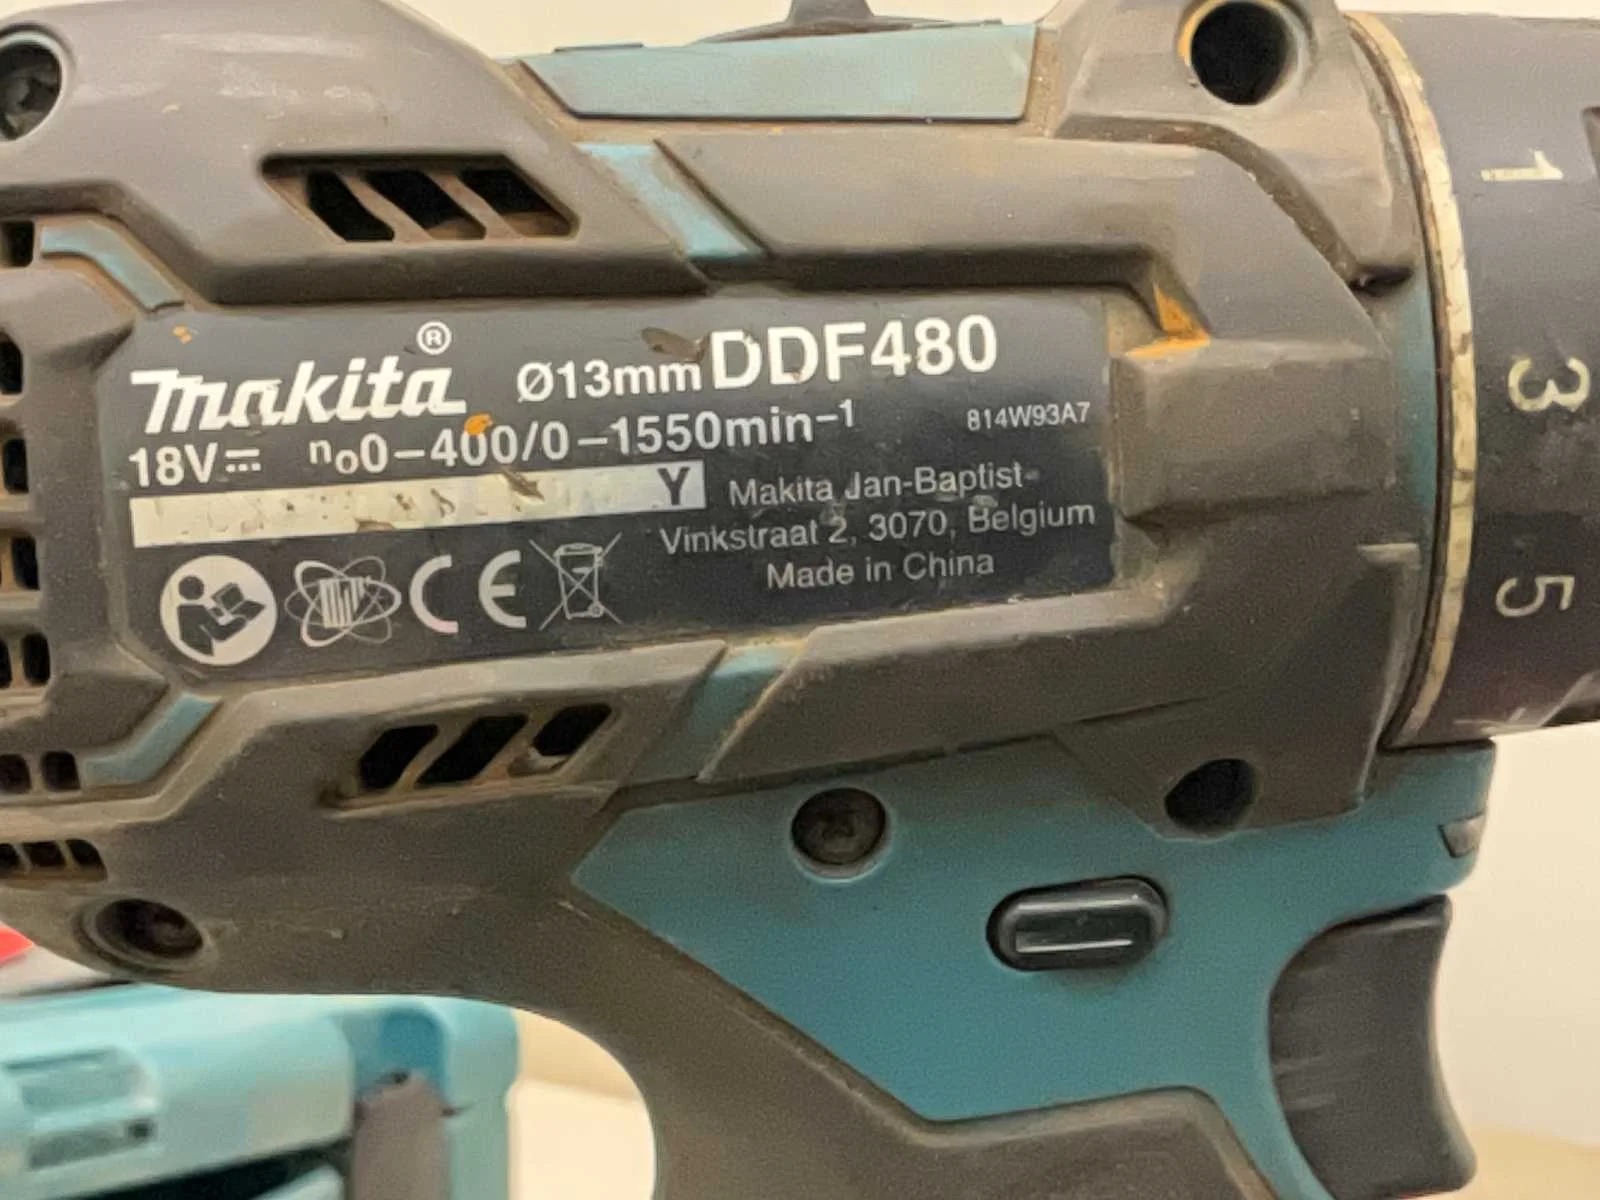 Makita® Ø13mm DDF480
18V⎓ n₀0–400/0–1550min⁻¹ 814W93A7
Y
Makita Jan-Baptist-
Vinkstraat 2, 3070, Belgium
Made in China
CE
1
3
5